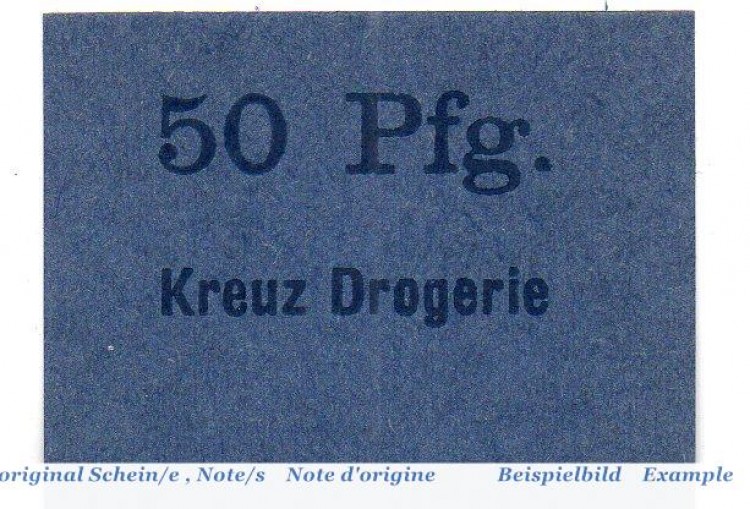 50 Pfg.
Kreuz Drogerie
original Schein/e , Note/s Note d'origine Beispielbild Example